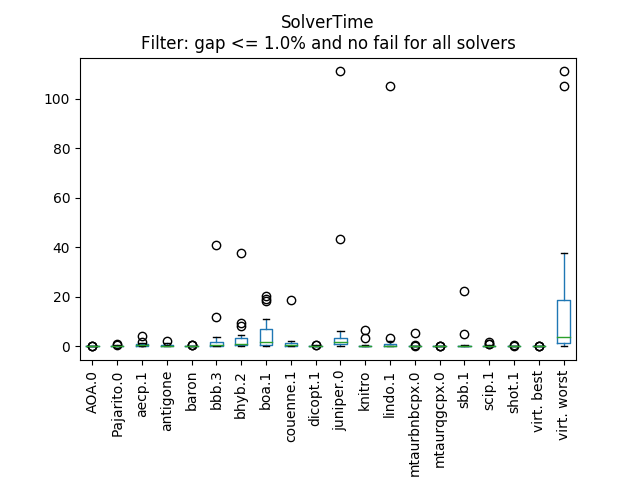 SolverTime
Filter: gap <= 1.0% and no fail for all solvers
100
80
60
40
20
0
AOA.0
Pajarito.0
aecp.1
antigone
baron
bbb.3
bhyb.2
boa.1
couenne.1
dicopt.1
juniper.0
knitro
lindo.1
mtaurbnbcpx.0
mtaurqgcpx.0
sbb.1
scip.1
shot.1
virt. best
virt. worst